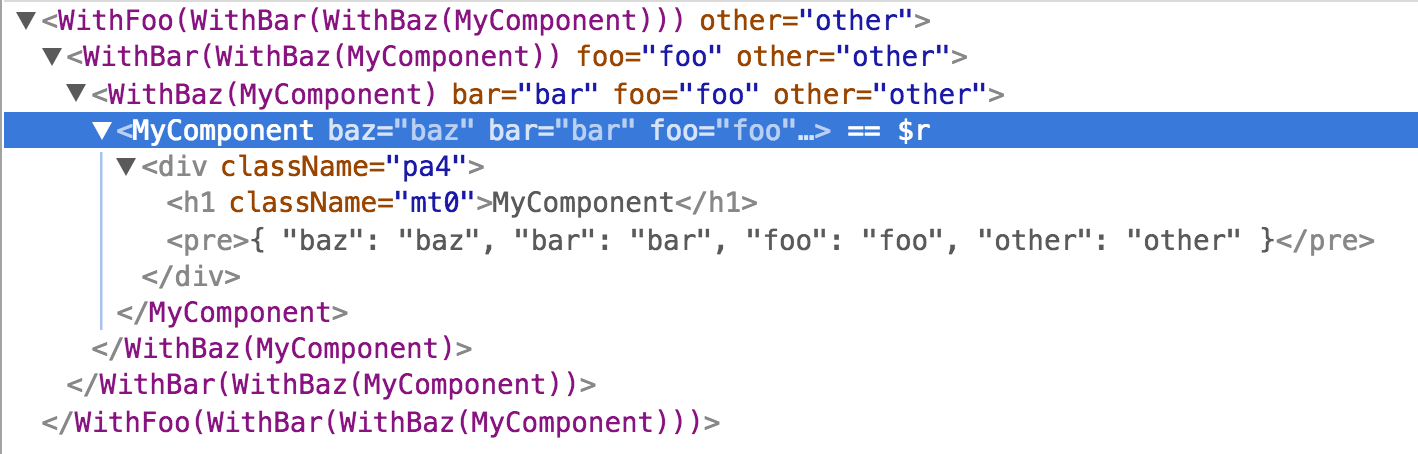 ▼<WithFoo(WithBar(WithBaz(MyComponent))) other="other">
▼<WithBar(WithBaz(MyComponent)) foo="foo" other="other">
▼<WithBaz(MyComponent) bar="bar" foo="foo" other="other">
▼<MyComponent baz="baz" bar="bar" foo="foo"…> == $r
▼<div className="pa4">
<h1 className="mt0">MyComponent</h1>
<pre>{ "baz": "baz", "bar": "bar", "foo": "foo", "other": "other" }</pre>
</div>
</MyComponent>
</WithBaz(MyComponent)>
</WithBar(WithBaz(MyComponent))>
</WithFoo(WithBar(WithBaz(MyComponent)))>